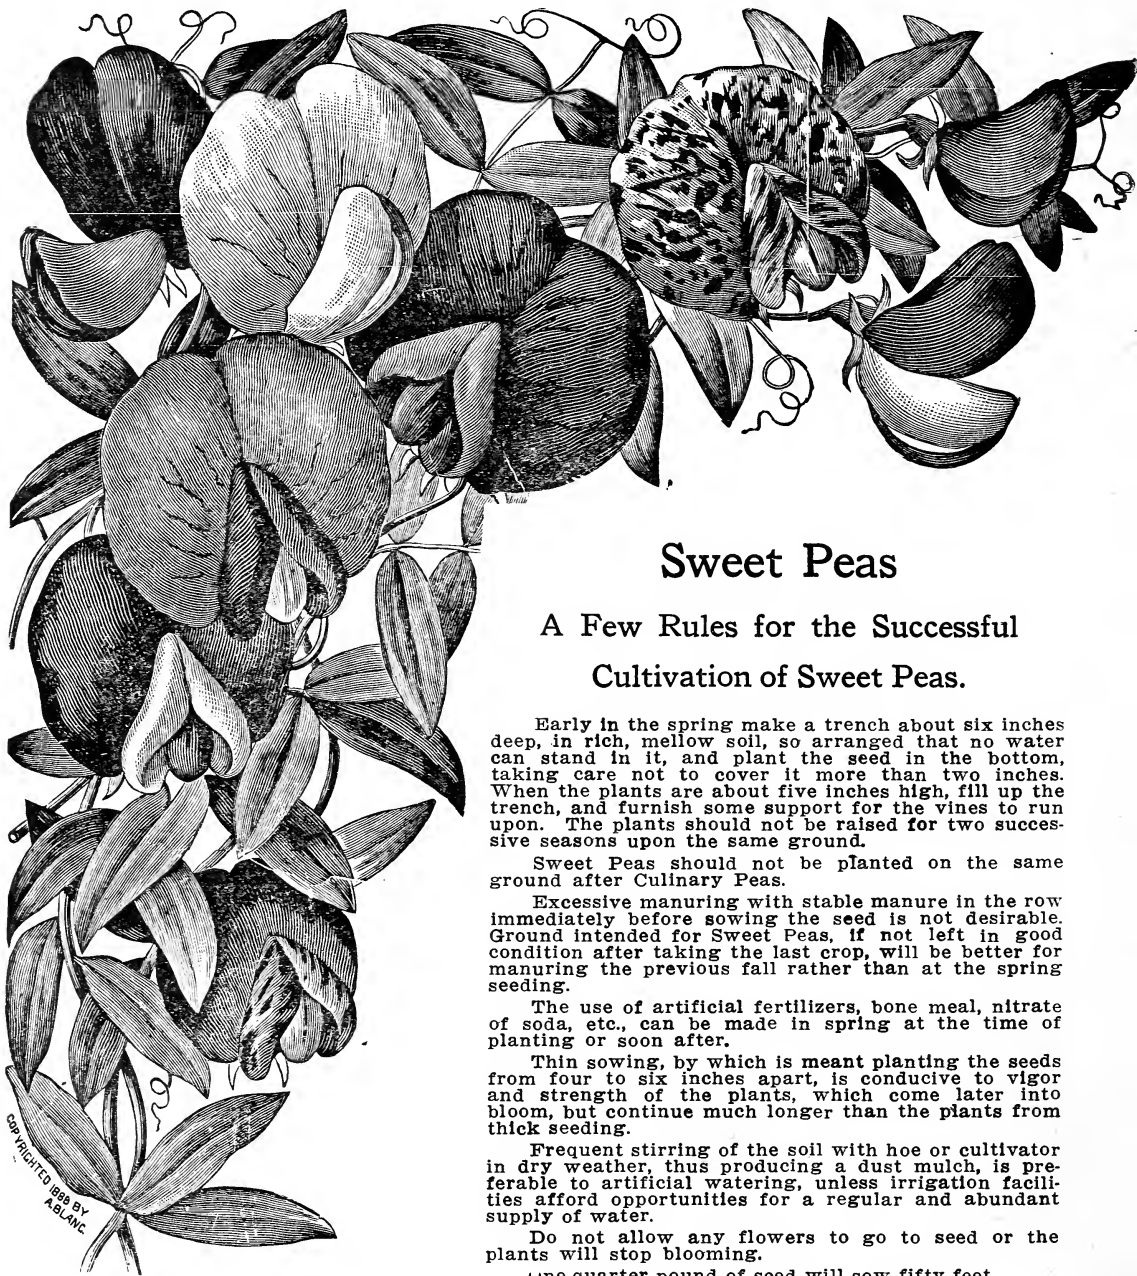 Sweet Peas
A Few Rules for the Successful
Cultivation of Sweet Peas.
Early in the spring make a trench about six inches
deep, in rich, mellow soil, so arranged that no water
can stand in it, and plant the seed in the bottom,
taking care not to cover it more than two inches.
When the plants are about five inches high, fill up the
trench, and furnish some support for the vines to run
upon. The plants should not be raised for two succes-
sive seasons upon the same ground.
Sweet Peas should not be planted on the same
ground after Culinary Peas.
Excessive manuring with stable manure in the row
immediately before sowing the seed is not desirable.
Ground intended for Sweet Peas, if not left in good
condition after taking the last crop, will be better for
manuring the previous fall rather than at the spring
seeding.
The use of artificial fertilizers, bone meal, nitrate
of soda, etc., can be made in spring at the time of
planting or soon after.
Thin sowing, by which is meant planting the seeds
from four to six inches apart, is conducive to vigor
and strength of the plants, which come later into
bloom, but continue much longer than the plants from
thick seeding.
Frequent stirring of the soil with hoe or cultivator
in dry weather, thus producing a dust mulch, is pre-
ferable to artificial watering, unless irrigation facili-
ties afford opportunities for a regular and abundant
supply of water.
Do not allow any flowers to go to seed or the
plants will stop blooming.
One quarter pound of seed will sow fifty feet
COPYRIGHTED 1888 BY
A. BLANC.